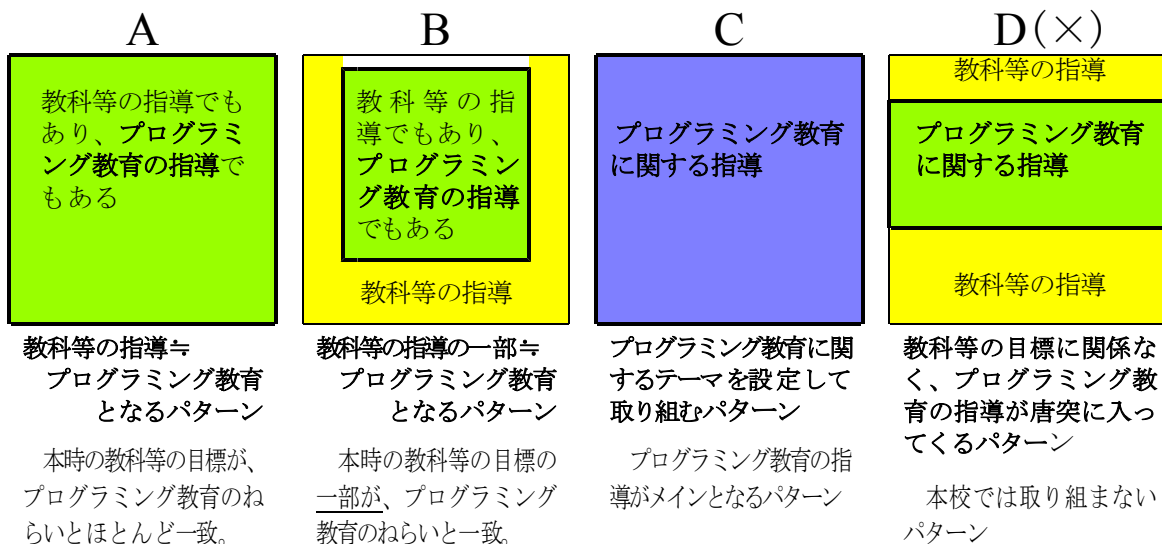 A
教科等の指導でも
あり、プログラミ
ング教育の指導で
もある
教科等の指導≒
プログラミング教育
となるパターン
本時の教科等の目標が、
プログラミング教育のね
らいとほとんど一致。
B
教科等の指
導でもあり、
プログラミン
グ教育の指導
でもある
教科等の指導
教科等の指導の一部≒
プログラミング教育
となるパターン
本時の教科等の目標の
一部が、プログラミング
教育のねらいと一致。
C
プログラミング教育
に関する指導
プログラミング教育に関
するテーマを設定して
取り組むパターン
プログラミング教育の指
導がメインとなるパターン
D(×)
教科等の指導
プログラミング教育
に関する指導
教科等の指導
教科等の目標に関係な
く、プログラミング教
育の指導が唐突に入っ
てくるパターン
本校では取り組まない
パターン